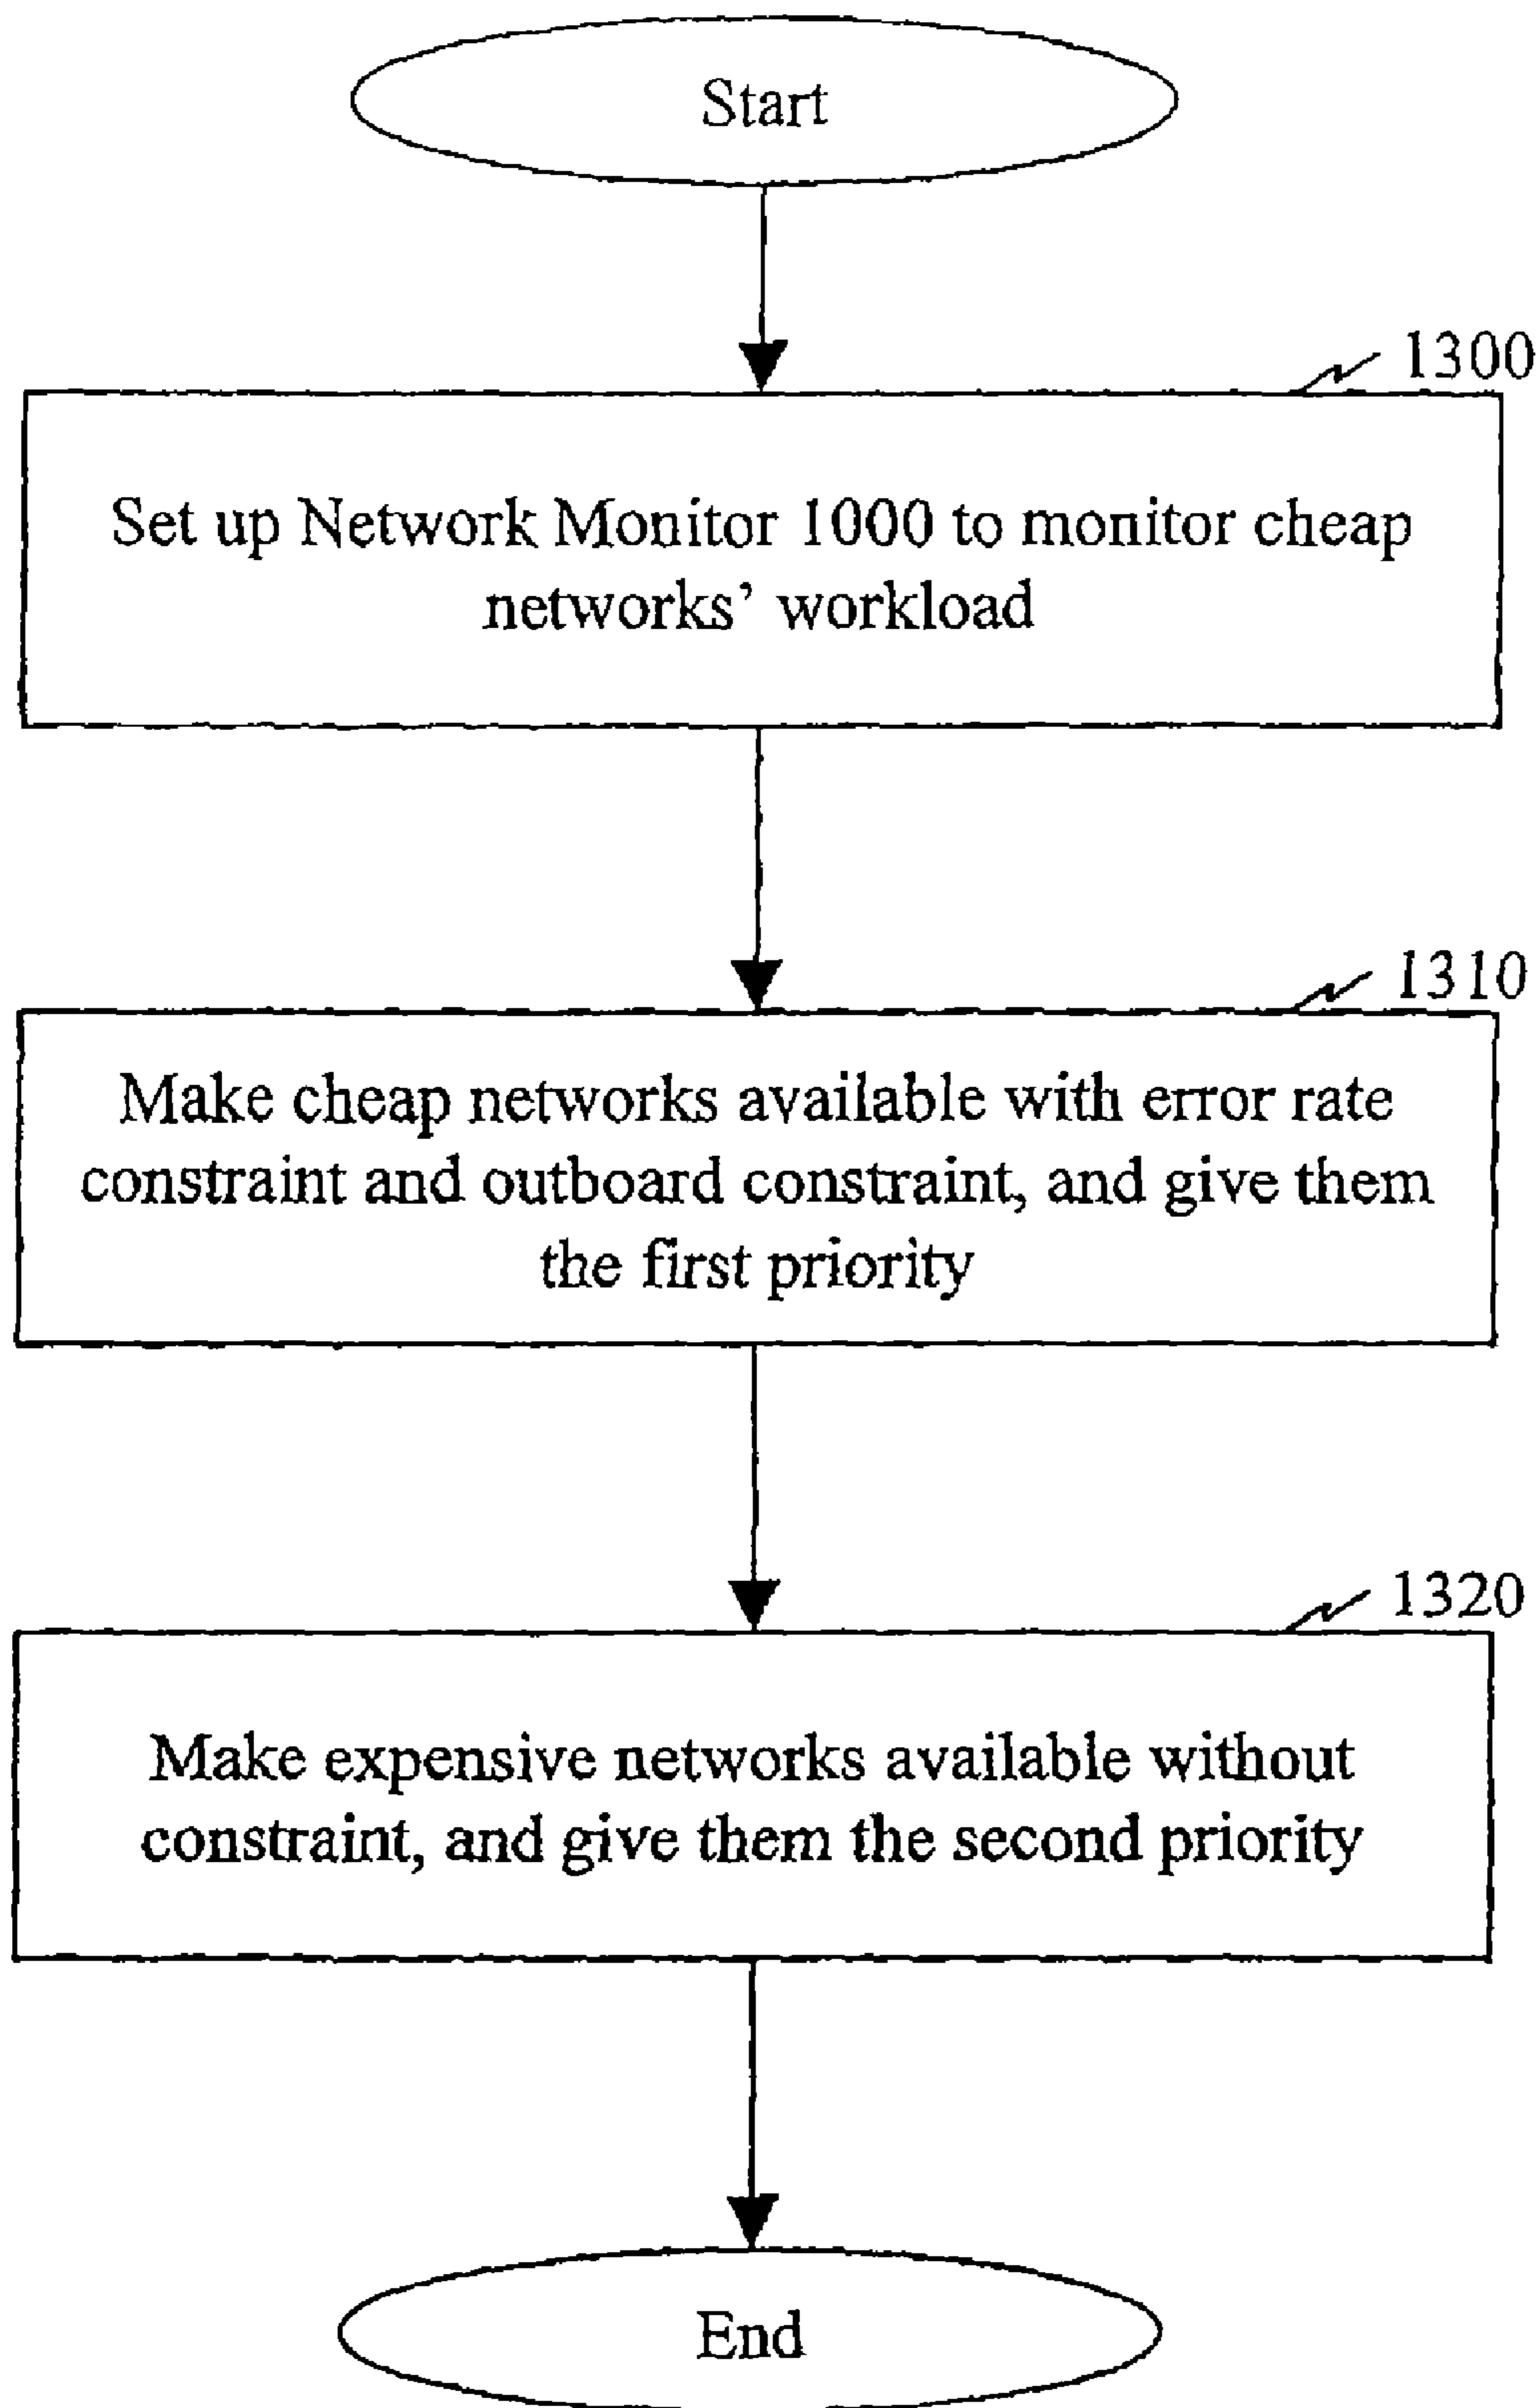 Start
1300
Set up Network Monitor 1000 to monitor cheap
networks’ workload
1310
Make cheap networks available with error rate
constraint and outboard constraint, and give them
the first priority
1320
Make expensive networks available without
constraint, and give them the second priority
End